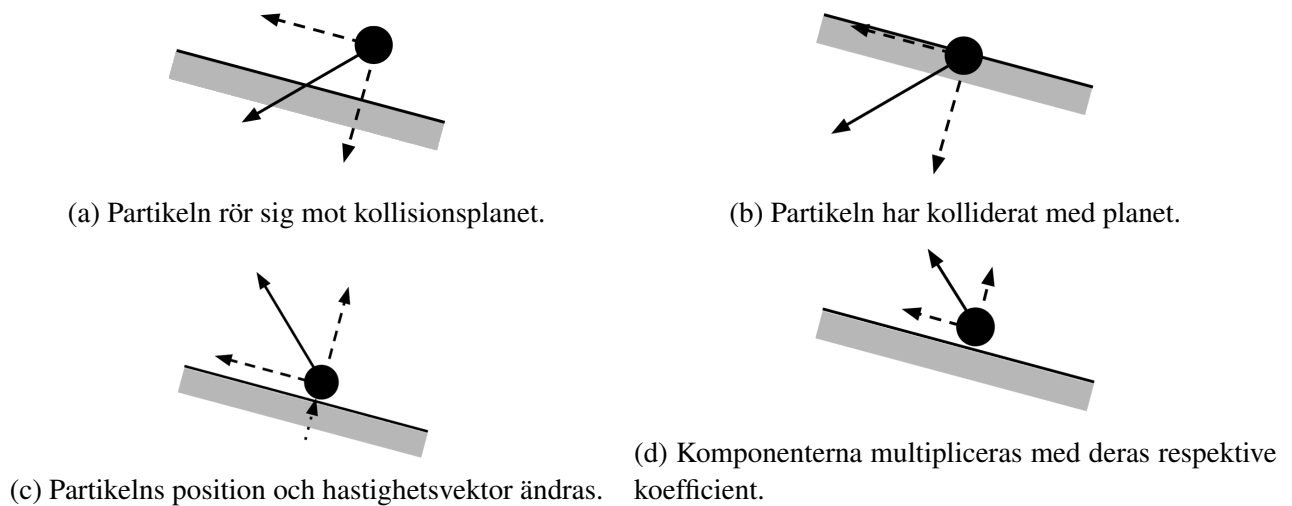 (a) Partikeln rör sig mot kollisionsplanet.
(b) Partikeln har kolliderat med planet.
(c) Partikelns position och hastighetsvektor ändras.
(d) Komponenterna multipliceras med deras respektive
koefficient.